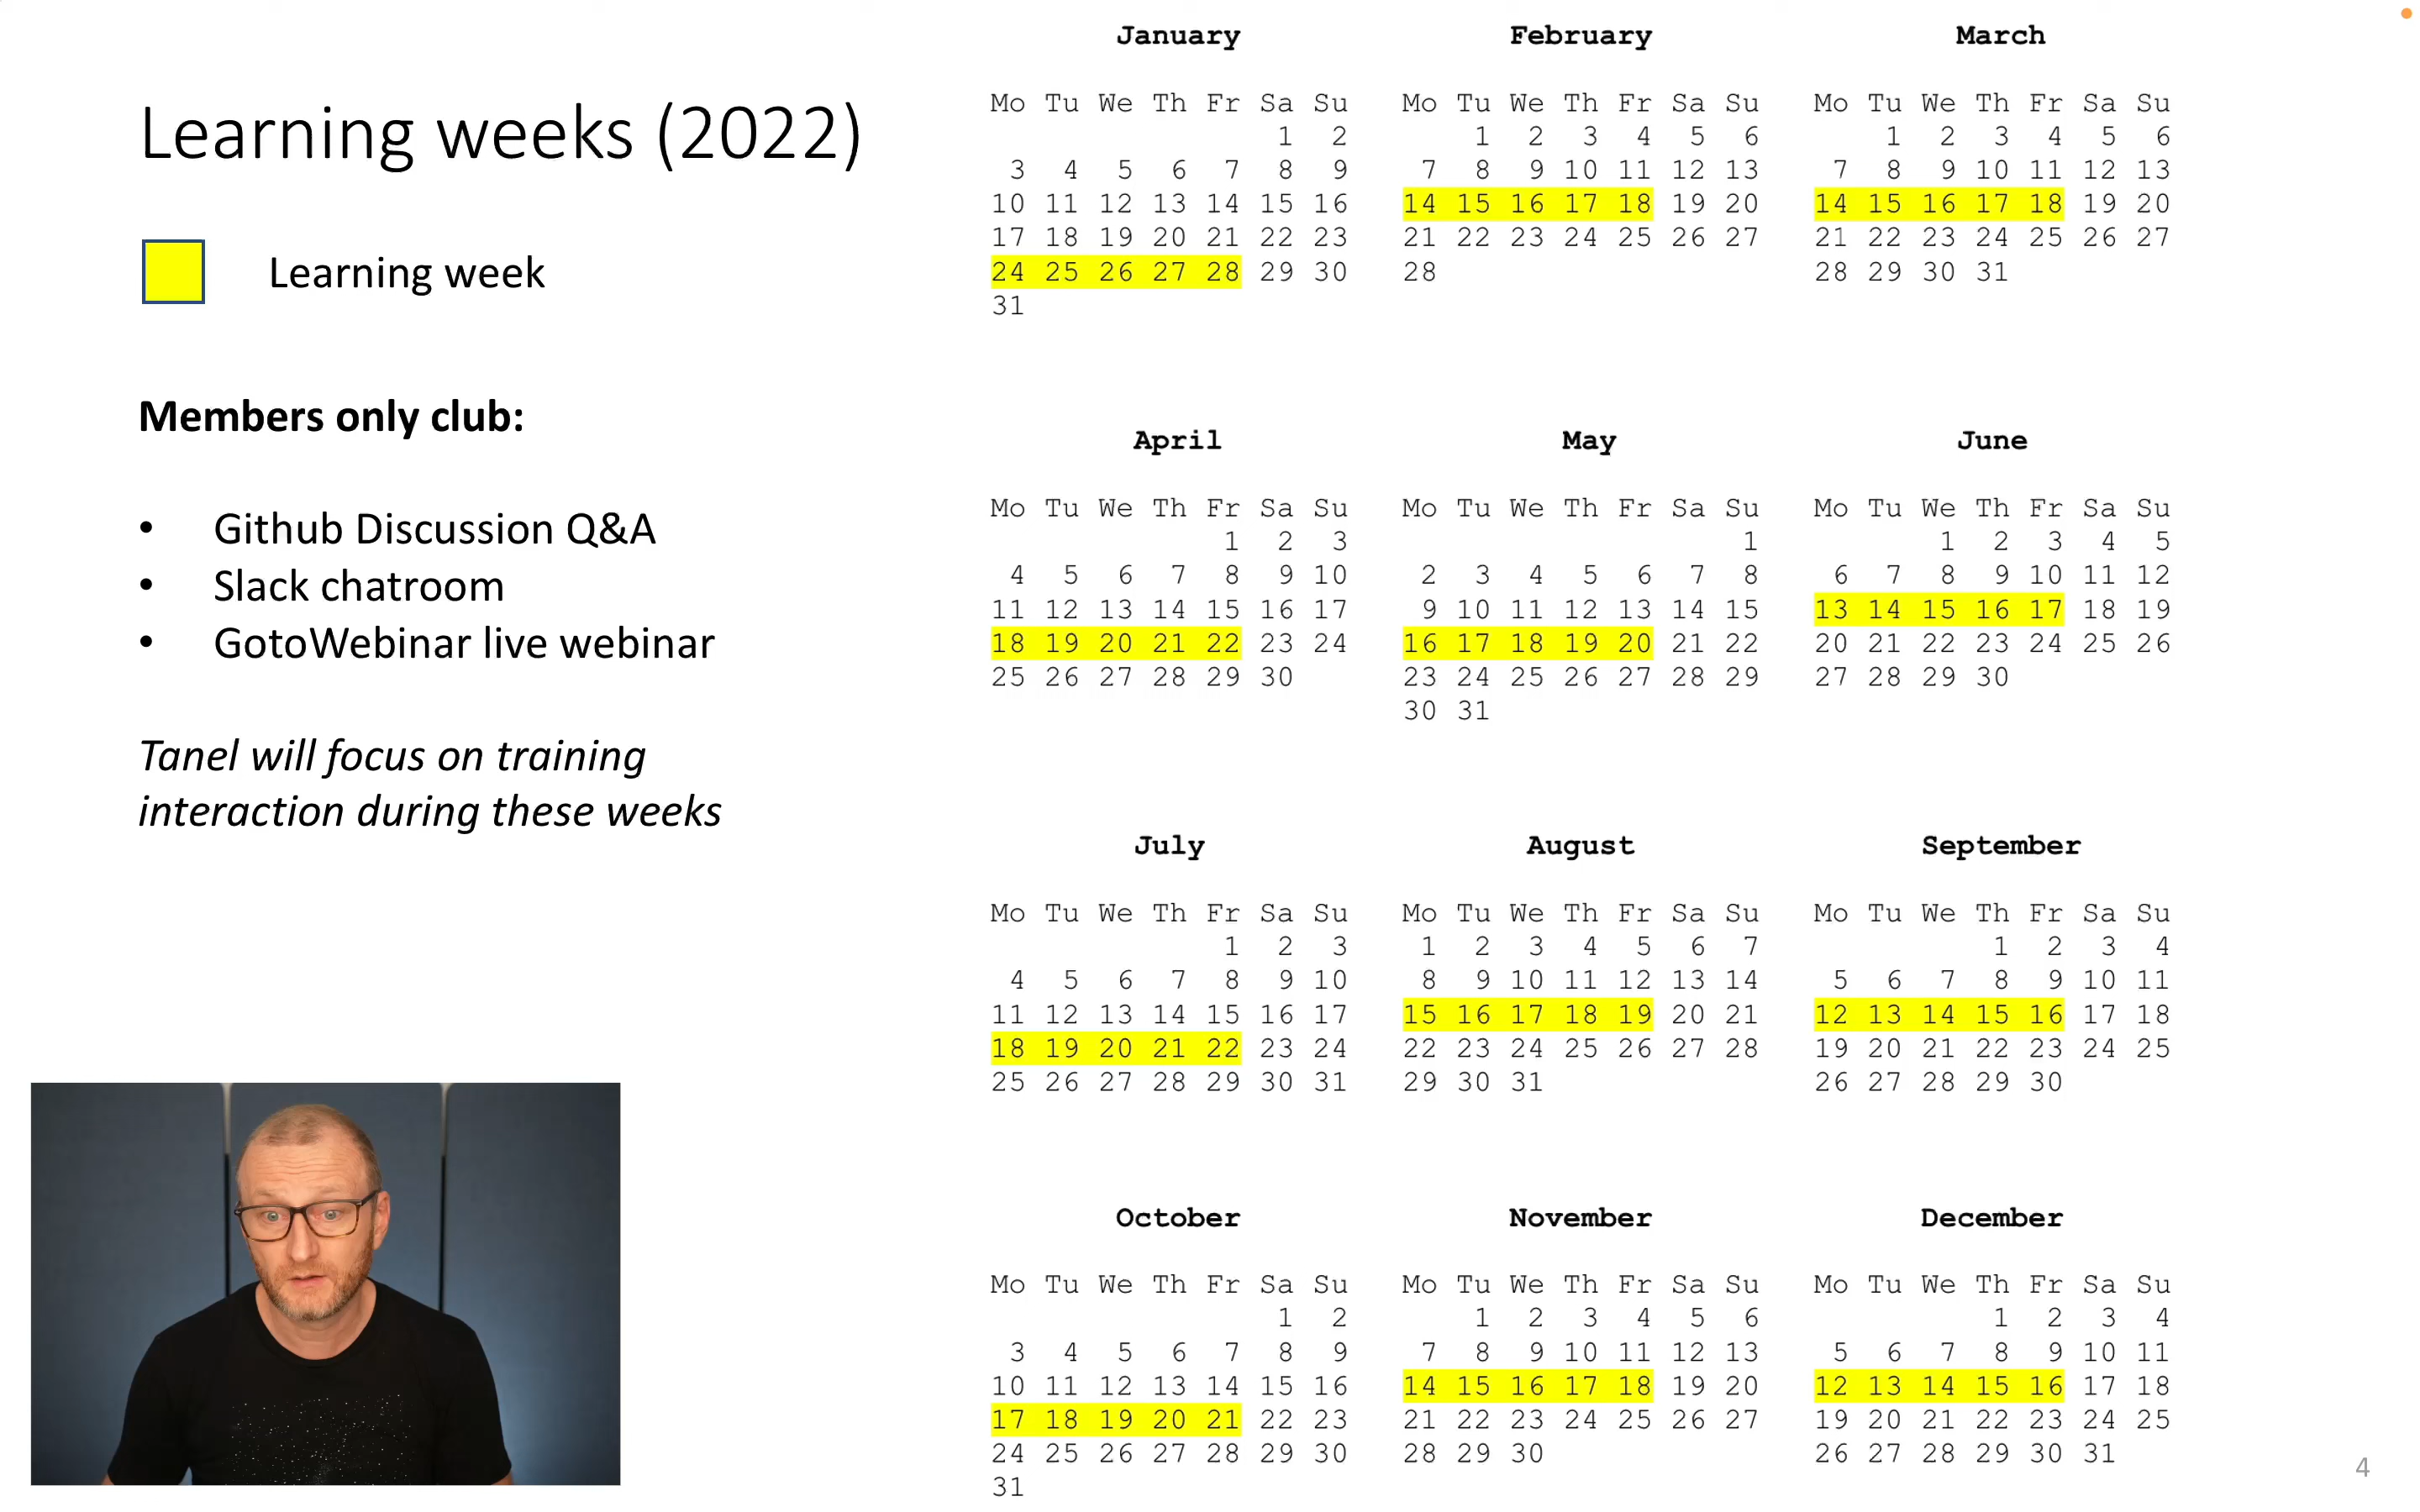 Learning weeks (2022)
Learning week
Members only club:
• Github Discussion Q&A
• Slack chatroom
• GotoWebinar live webinar
Tanel will focus on training
interaction during these weeks
January
Mo Tu We Th Fr Sa Su
1 2
3 4 5 6 7 8 9
10 11 12 13 14 15 16
17 18 19 20 21 22 23
24 25 26 27 28 29 30
31
February
Mo Tu We Th Fr Sa Su
1 2 3 4 5 6
7 8 9 10 11 12 13
14 15 16 17 18 19 20
21 22 23 24 25 26 27
28
March
Mo Tu We Th Fr Sa Su
1 2 3 4 5 6
7 8 9 10 11 12 13
14 15 16 17 18 19 20
21 22 23 24 25 26 27
28 29 30 31
April
Mo Tu We Th Fr Sa Su
1 2 3
4 5 6 7 8 9 10
11 12 13 14 15 16 17
18 19 20 21 22 23 24
25 26 27 28 29 30
May
Mo Tu We Th Fr Sa Su
1
2 3 4 5 6 7 8
9 10 11 12 13 14 15
16 17 18 19 20 21 22
23 24 25 26 27 28 29
30 31
June
Mo Tu We Th Fr Sa Su
1 2 3 4 5
6 7 8 9 10 11 12
13 14 15 16 17 18 19
20 21 22 23 24 25 26
27 28 29 30
July
Mo Tu We Th Fr Sa Su
1 2 3
4 5 6 7 8 9 10
11 12 13 14 15 16 17
18 19 20 21 22 23 24
25 26 27 28 29 30 31
August
Mo Tu We Th Fr Sa Su
1 2 3 4 5 6 7
8 9 10 11 12 13 14
15 16 17 18 19 20 21
22 23 24 25 26 27 28
29 30 31
September
Mo Tu We Th Fr Sa Su
1 2 3 4
5 6 7 8 9 10 11
12 13 14 15 16 17 18
19 20 21 22 23 24 25
26 27 28 29 30
October
Mo Tu We Th Fr Sa Su
1 2
3 4 5 6 7 8 9
10 11 12 13 14 15 16
17 18 19 20 21 22 23
24 25 26 27 28 29 30
31
November
Mo Tu We Th Fr Sa Su
1 2 3 4 5 6
7 8 9 10 11 12 13
14 15 16 17 18 19 20
21 22 23 24 25 26 27
28 29 30
December
Mo Tu We Th Fr Sa Su
1 2 3 4
5 6 7 8 9 10 11
12 13 14 15 16 17 18
19 20 21 22 23 24 25
26 27 28 29 30 31
4